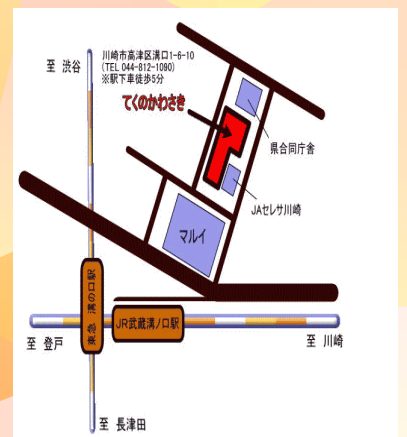 川崎市高津区溝口1-6-10
(TEL 044-812-1090)
※駅下車徒歩5分
至 渋谷
てくのかわさき
県合同庁舎
JAセレサ川崎
マルイ
東急 溝の口駅
JR武蔵溝ノ口駅
至 登戸
至 川崎
至 長津田